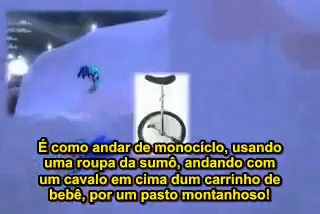 É como andar de monocíclo, usando
uma roupa da sumô, andando com
um cavalo em cima dum carrinho de
bebê, por um pasto montanhoso!